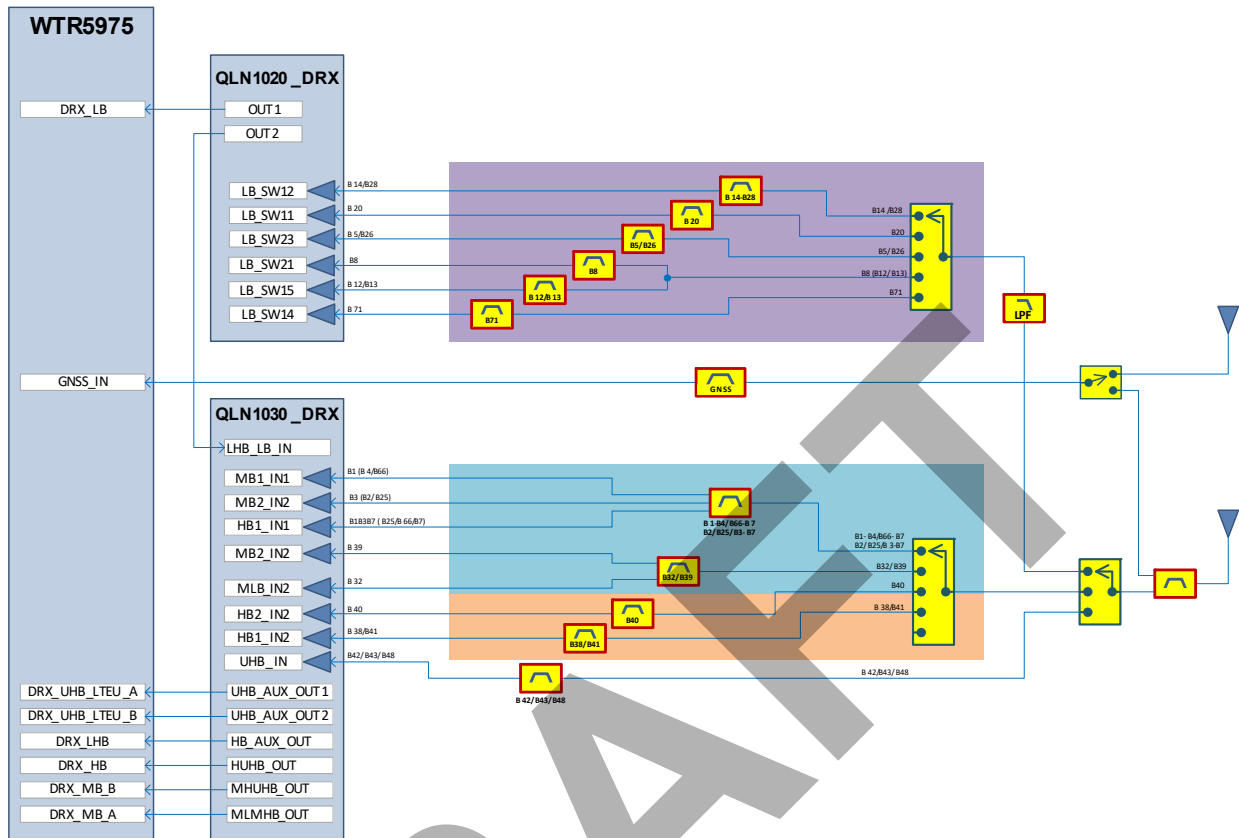 WTR5975
QLN1020_DRX
DRX_LB
OUT1
OUT2
LB_SW12
B 14/B28
B 14-B28
B14 /B28
LB_SW11
B 20
B 20
B20
LB_SW23
B 5/B26
B5/B26
B5/B26
LB_SW21
B8
B8
B8 (B12/B13)
LB_SW15
B 12/B13
B 12/B 13
LB_SW14
B 71
B71
B71
LPF
GNSS_IN
GNSS
QLN1030_DRX
LHB_LB_IN
MB1_IN1
B1 (B 4/B66)
MB2_IN2
B3 (B2/B25)
HB1_IN1
B1B3B7 ( B25/B 66/B7)
B 1-B4/B66-B 7
B2/B25/B3- B7
B1- B4/B66- B7
B2/ B25/B 3-B7
MB2_IN2
B 39
B32/B39
B32/B39
MLB_IN2
B 32
B40
HB2_IN2
B 40
B40
B 38/B41
HB1_IN2
B 38/B41
B38/B41
UHB_IN
B42/B43/B48
B 42/B43/B48
B 42/B43/B48
DRX_UHB_LTEU_A
UHB_AUX_OUT1
DRX_UHB_LTEU_B
UHB_AUX_OUT2
DRX_LHB
HB_AUX_OUT
DRX_HB
HUHB_OUT
DRX_MB_B
MHUHB_OUT
DRX_MB_A
MLMHB_OUT